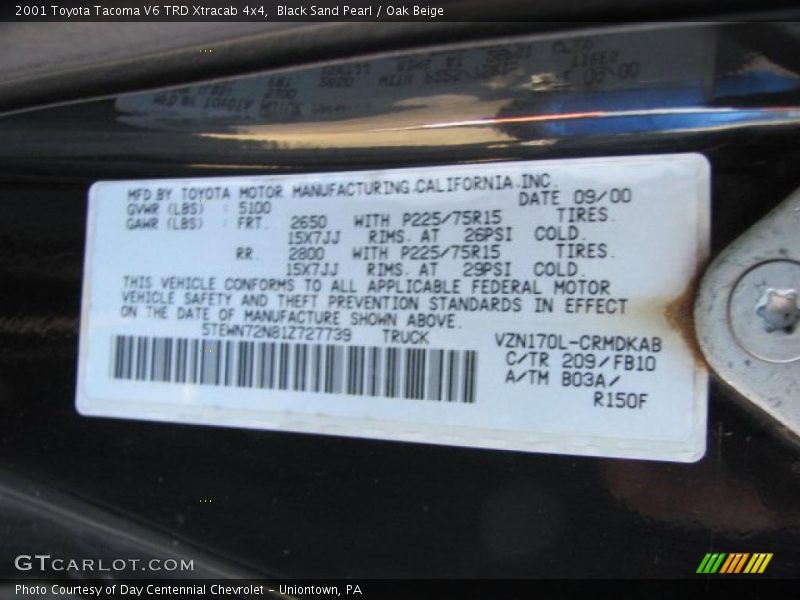 2001 Toyota Tacoma V6 TRD Xtracab 4x4,  Black Sand Pearl / Oak Beige
MFD BY TOYOTA MOTOR MANUFACTURING CALIFORNIA INC.
GVWR (LBS) : 5100 DATE 09/00
GAWR (LBS) : FRT. 2650 WITH P225/75R15 TIRES.
15X7JJ RIMS. AT 26PSI COLD.
RR. 2800 WITH P225/75R15 TIRES.
15X7JJ RIMS. AT 29PSI COLD.
THIS VEHICLE CONFORMS TO ALL APPLICABLE FEDERAL MOTOR
VEHICLE SAFETY AND THEFT PREVENTION STANDARDS IN EFFECT
ON THE DATE OF MANUFACTURE SHOWN ABOVE.
5TEWN72N81Z727739 TRUCK VZN170L-CRMDKAB
C/TR 209/FB10
A/TM B03A/
R150F
GTCARLOT.COM
Photo Courtesy of Day Centennial Chevrolet – Uniontown, PA